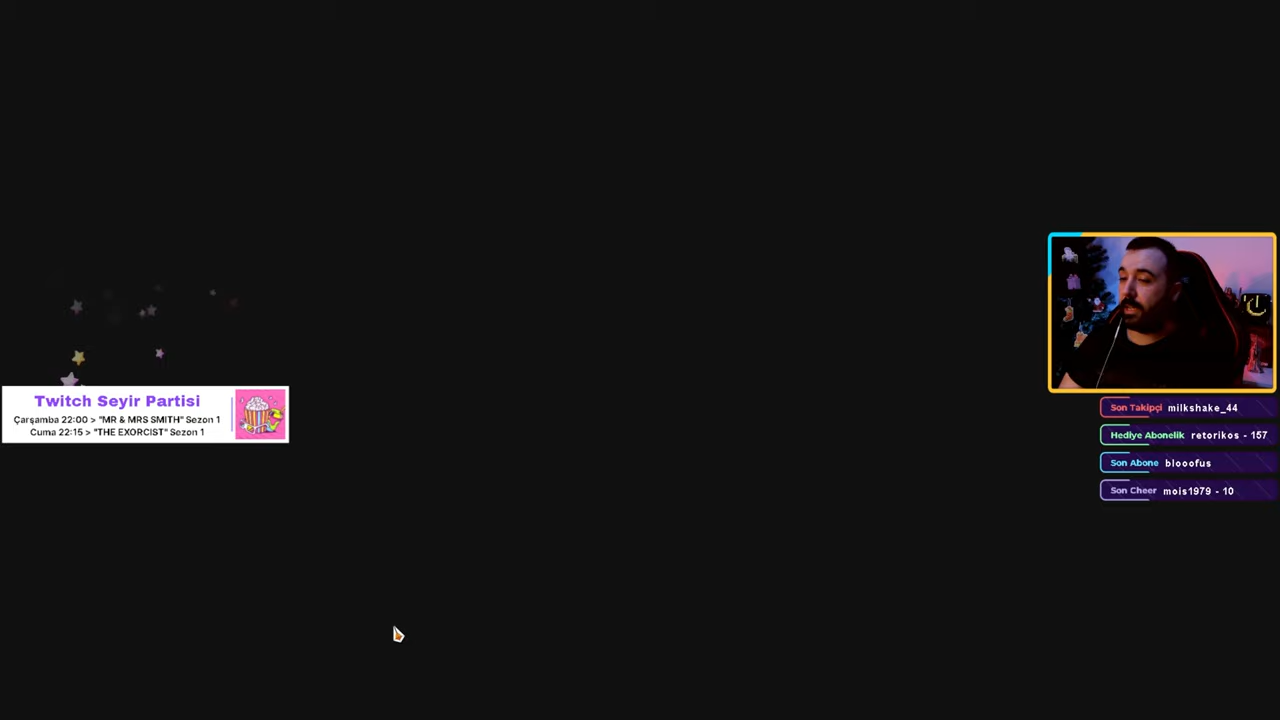 Twitch Seyir Partisi
Çarşamba 22:00 > "MR & MRS SMITH" Sezon 1
Cuma 22:15 > "THE EXORCIST" Sezon 1
Son Takipçi milkshake_44
Hediye Abonelik retorikos - 157
Son Abone blooofus
Son Cheer mois1979 - 10